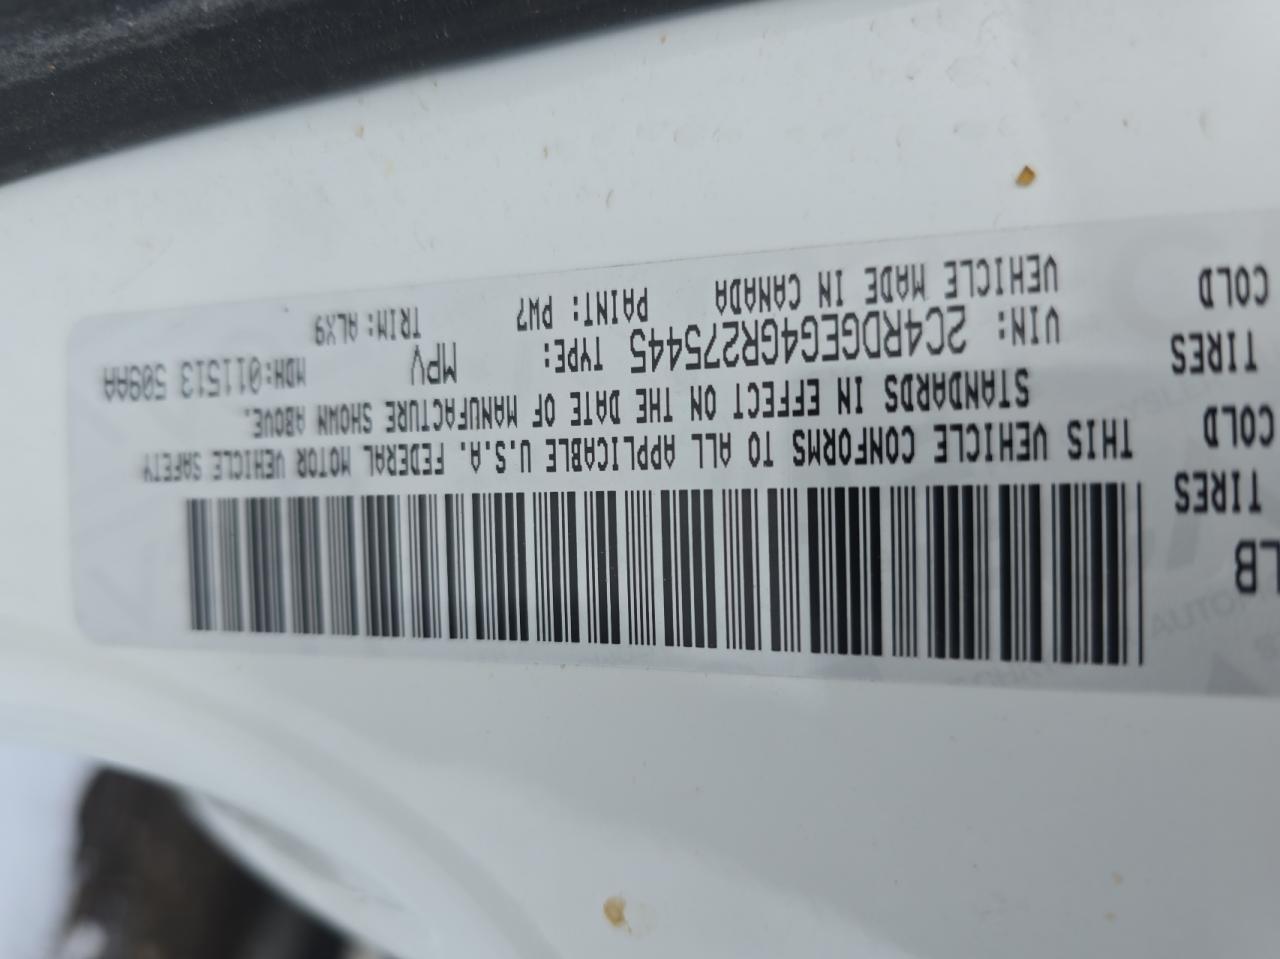 LB
TIRES
COLD
TIRES
COLD
THIS VEHICLE CONFORMS TO ALL APPLICABLE U.S.A. FEDERAL MOTOR VEHICLE SAFETY
STANDARDS IN EFFECT ON THE DATE OF MANUFACTURE SHOWN ABOVE.
VIN: 2C4RDGEG4GR275445 TYPE: MPV MDH:011513 509AA
VEHICLE MADE IN CANADA PAINT: PW7 TRIM: ALX9